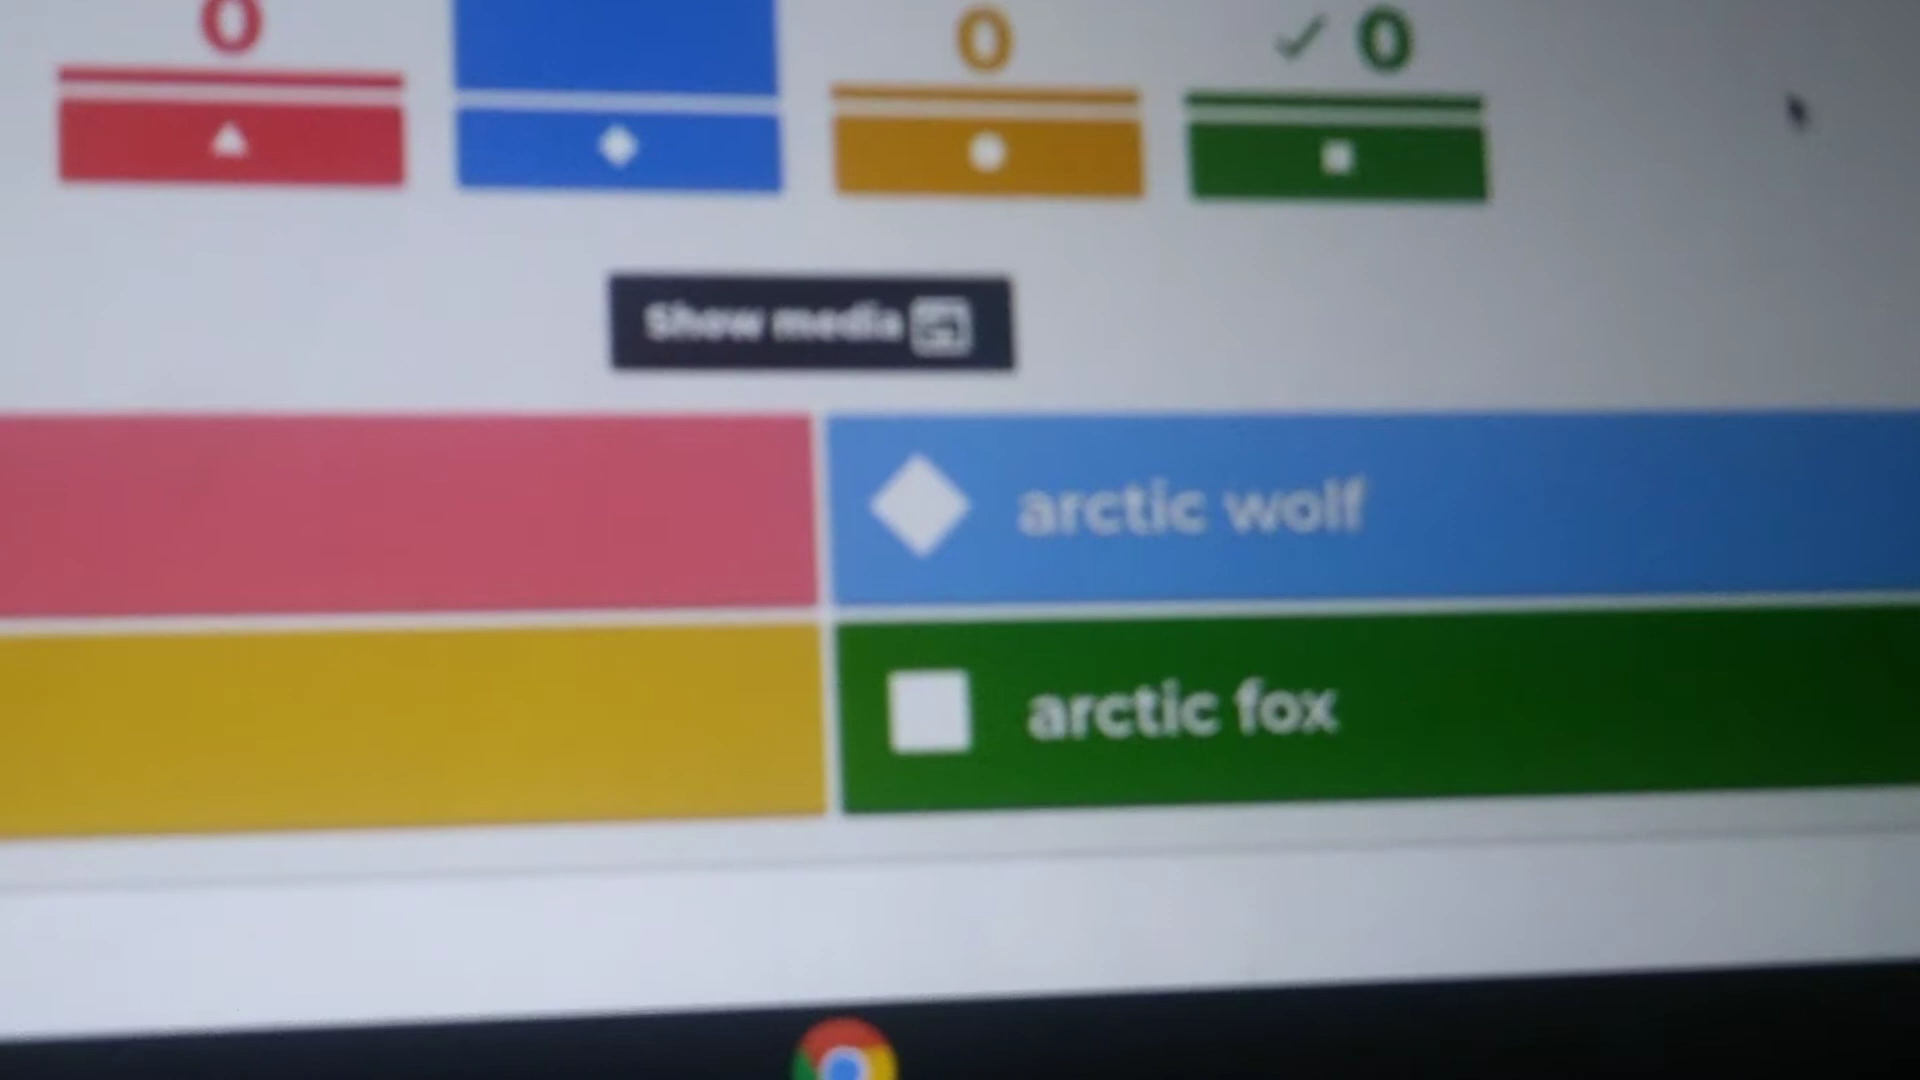 0
0
✓ 0
Show media
arctic wolf
arctic fox